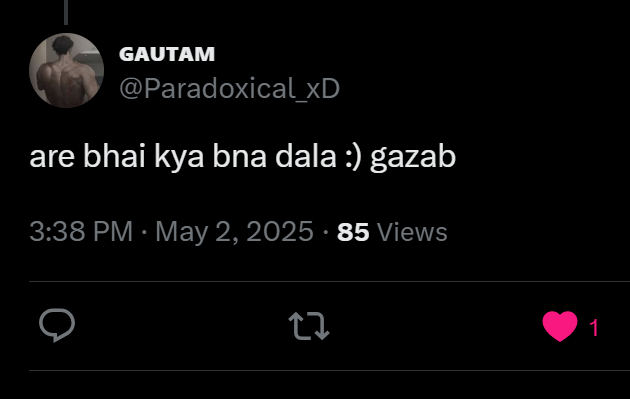 GAUTAM
@Paradoxical_xD
are bhai kya bna dala :) gazab
3:38 PM · May 2, 2025 · 85 Views
1